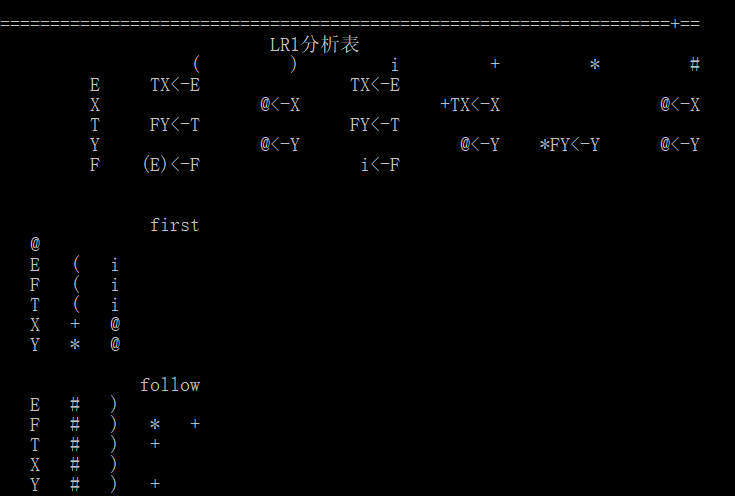 ===================================================================+==
LR1分析表
( ) i + * #
E TX<-E TX<-E
X @<-X +TX<-X @<-X
T FY<-T FY<-T
Y @<-Y @<-Y *FY<-Y @<-Y
F (E)<-F i<-F
first
@
E ( i
F ( i
T ( i
X + @
Y * @
follow
E # )
F # ) * +
T # ) +
X # )
Y # ) +